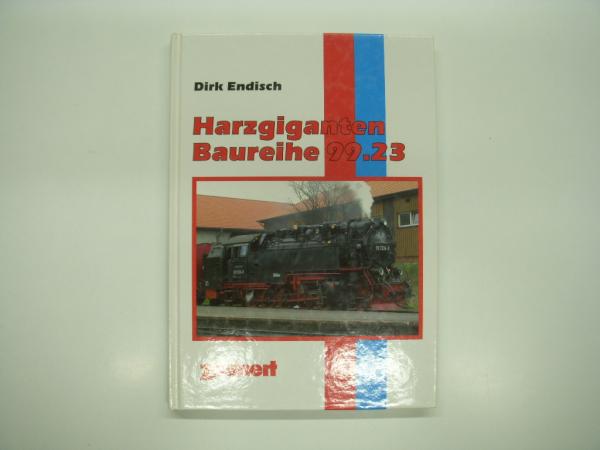 Dirk Endisch
Harzgiganten
Baureihe 99.23